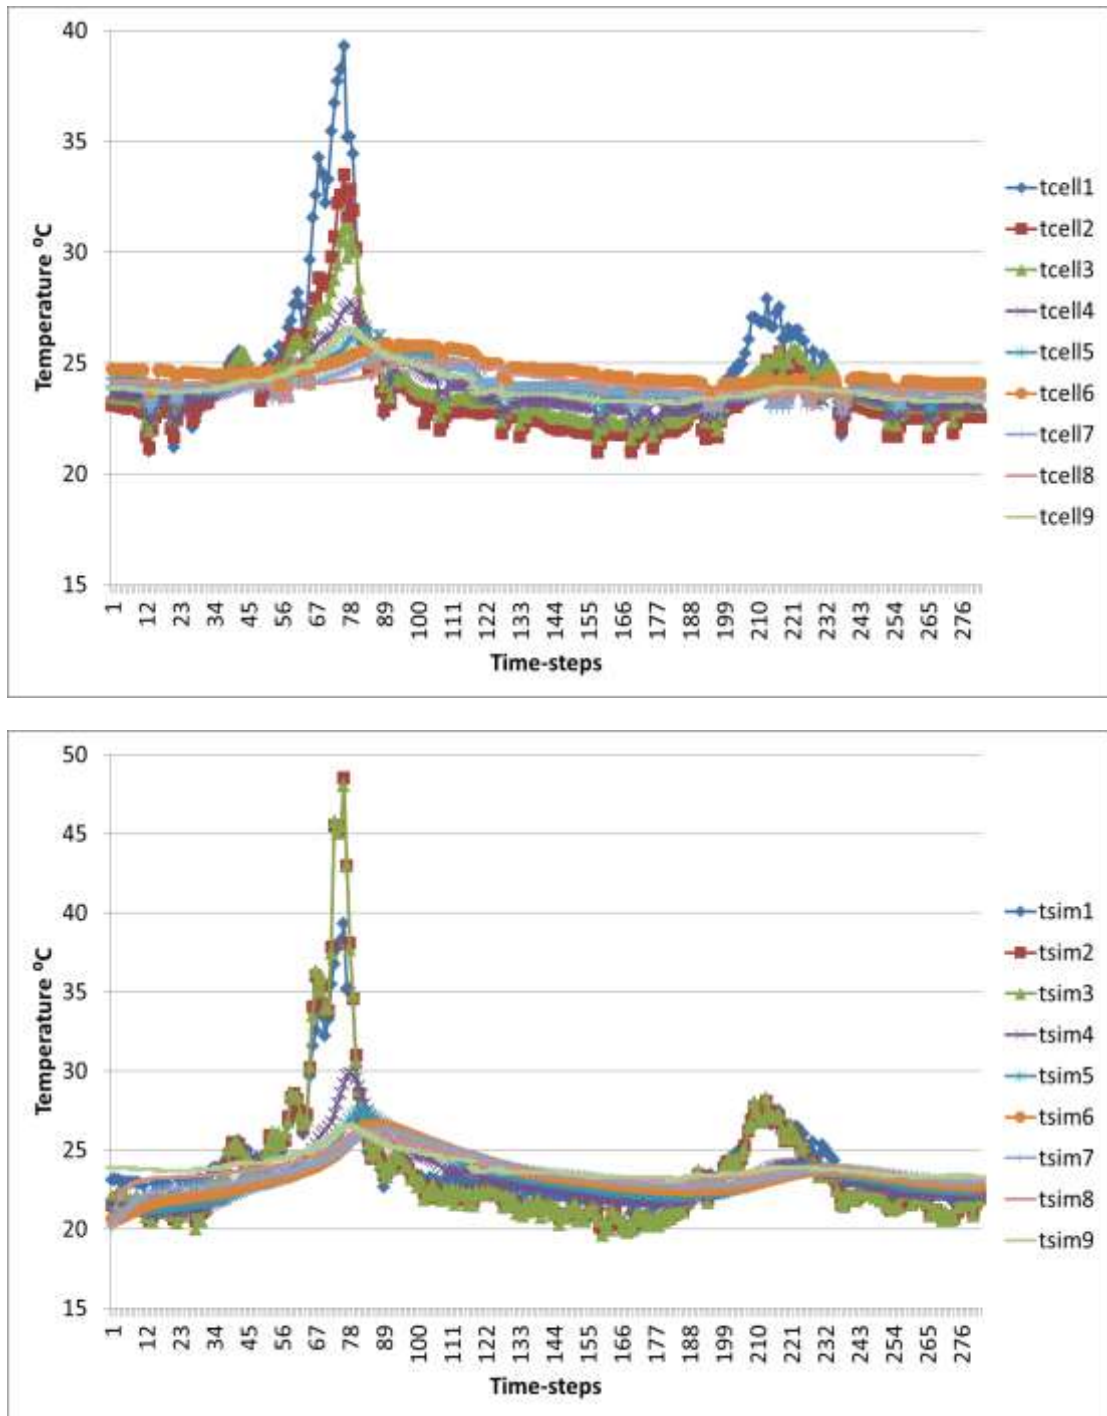 40
35
30
25
20
15
Temperature ⁰C
1 12 23 34 45 56 67 78 89 100 111 122 133 144 155 166 177 188 199 210 221 232 243 254 265 276
Time-steps
tcell1
tcell2
tcell3
tcell4
tcell5
tcell6
tcell7
tcell8
tcell9
50
45
40
35
30
25
20
15
Temperature ⁰C
1 12 23 34 45 56 67 78 89 100 111 122 133 144 155 166 177 188 199 210 221 232 243 254 265 276
Time-steps
tsim1
tsim2
tsim3
tsim4
tsim5
tsim6
tsim7
tsim8
tsim9